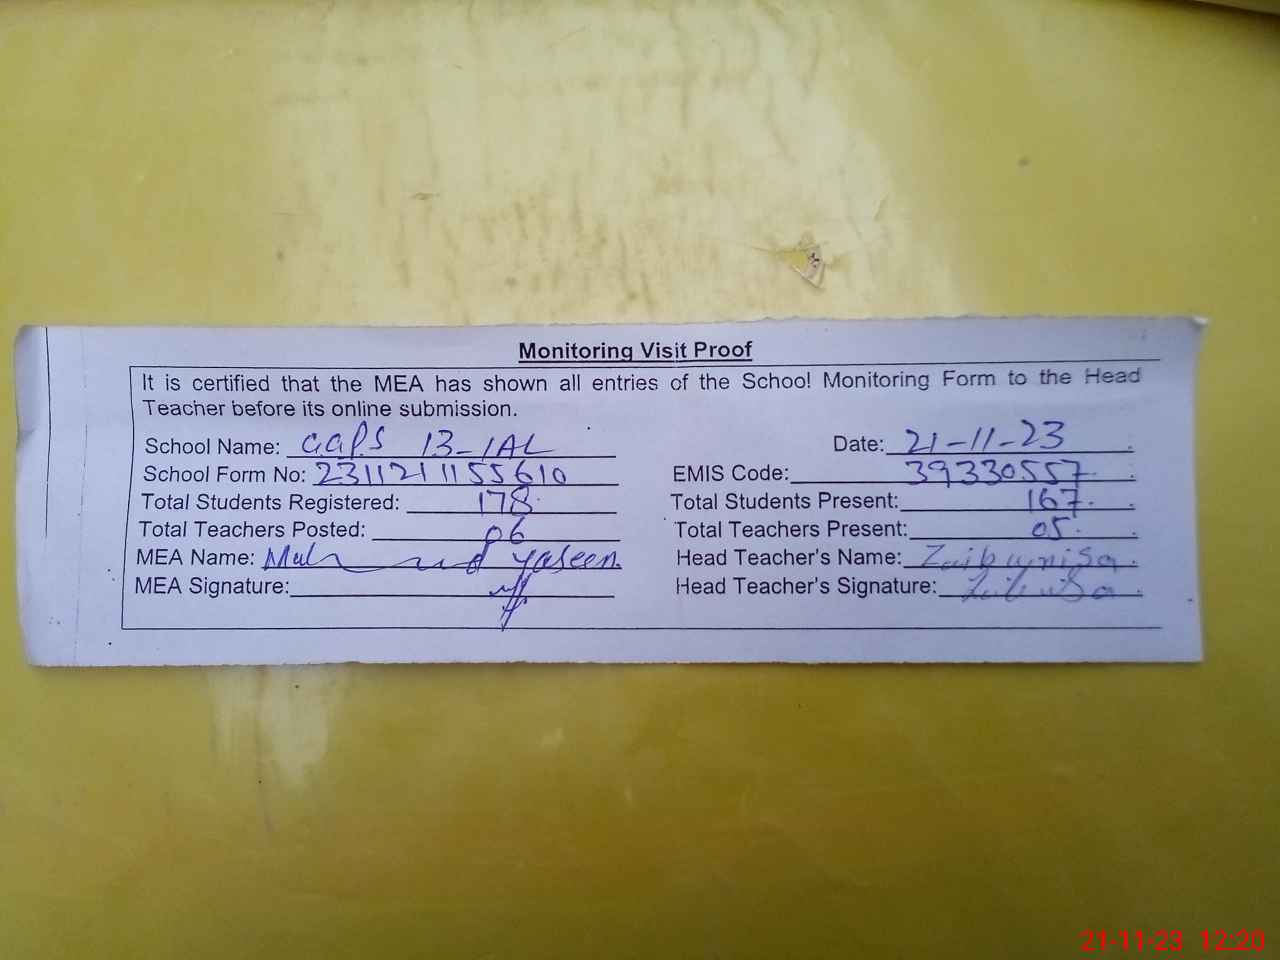 Monitoring Visit Proof
It is certified that the MEA has shown all entries of the School Monitoring Form to the Head
Teacher before its online submission.
School Name: GGPS 13-1AL Date: 21-11-23
School Form No: 2311211155610 EMIS Code: 39330557
Total Students Registered: 178 Total Students Present: 167
Total Teachers Posted: 06 Total Teachers Present: 05
MEA Name: Muhammad Yaseen Head Teacher's Name: Zaibunisa
MEA Signature: Head Teacher's Signature:
21-11-23 12:20